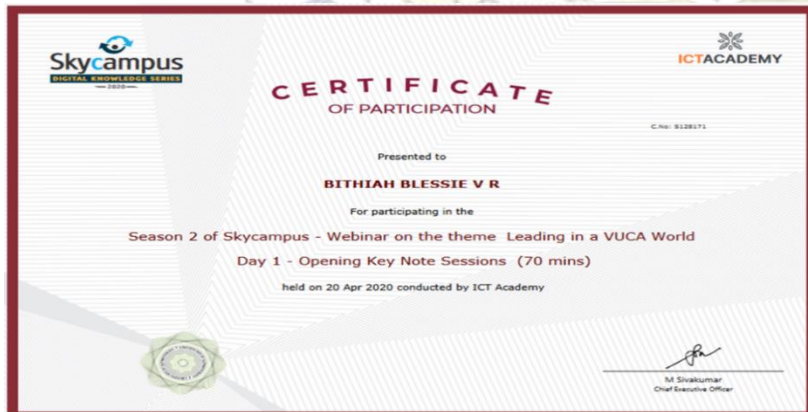 Skycampus
DIGITAL KNOWLEDGE SERIES
2020
ICTACADEMY
CERTIFICATE
OF PARTICIPATION
C.No: S128171
Presented to
BITHIAH BLESSIE V R
For participating in the
Season 2 of Skycampus - Webinar on the theme Leading in a VUCA World
Day 1 - Opening Key Note Sessions (70 mins)
held on 20 Apr 2020 conducted by ICT Academy
M Sivakumar
Chief Executive Officer